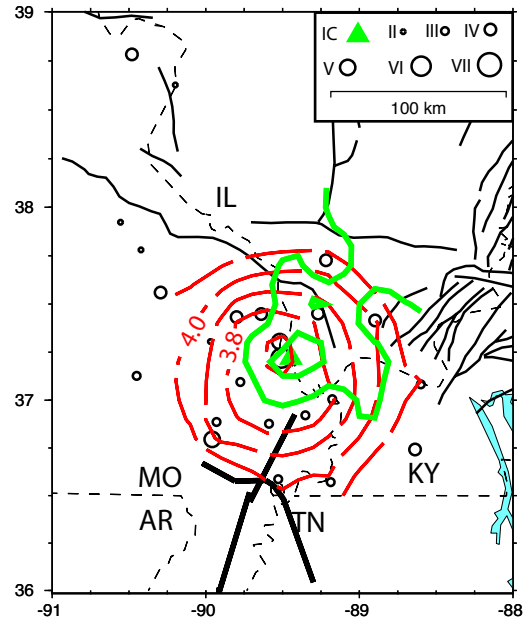 39
IC II III IV
V VI VII
100 km
38
IL
4.0
3.8
37
MO
KY
AR
TN
36
-91 -90 -89 -88